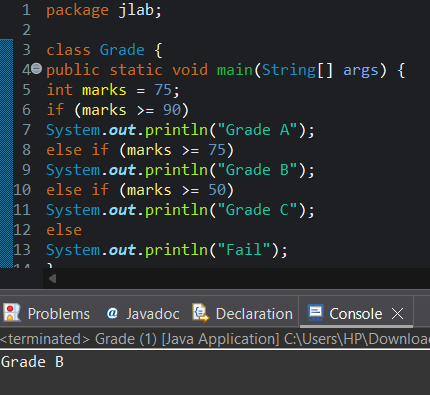 1 package jlab;
2
3 class Grade {
4 public static void main(String[] args) {
5 int marks = 75;
6 if (marks >= 90)
7 System.out.println("Grade A");
8 else if (marks >= 75)
9 System.out.println("Grade B");
10 else if (marks >= 50)
11 System.out.println("Grade C");
12 else
13 System.out.println("Fail");
14 }
Problems @ Javadoc Declaration Console
<terminated> Grade (1) [Java Application] C:\Users\HP\Downloa
Grade B